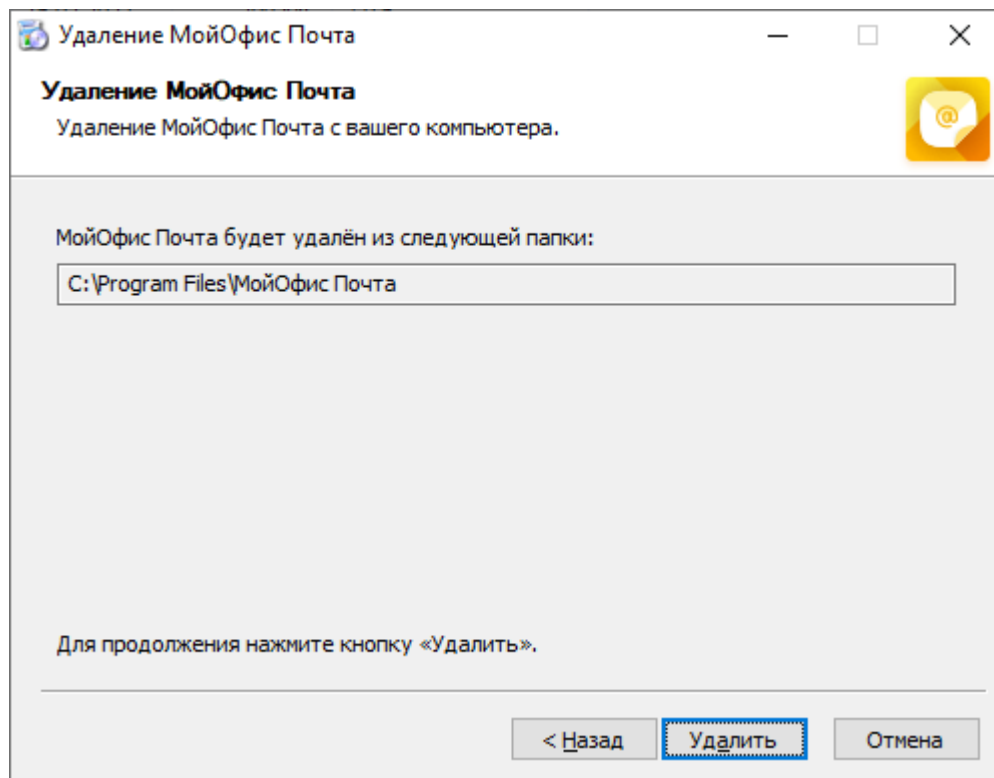 Удаление МойОфис Почта
Удаление МойОфис Почта
Удаление МойОфис Почта с вашего компьютера.
@
МойОфис Почта будет удалён из следующей папки:
C:\Program Files\МойОфис Почта
Для продолжения нажмите кнопку «Удалить».
< Назад Удалить Отмена